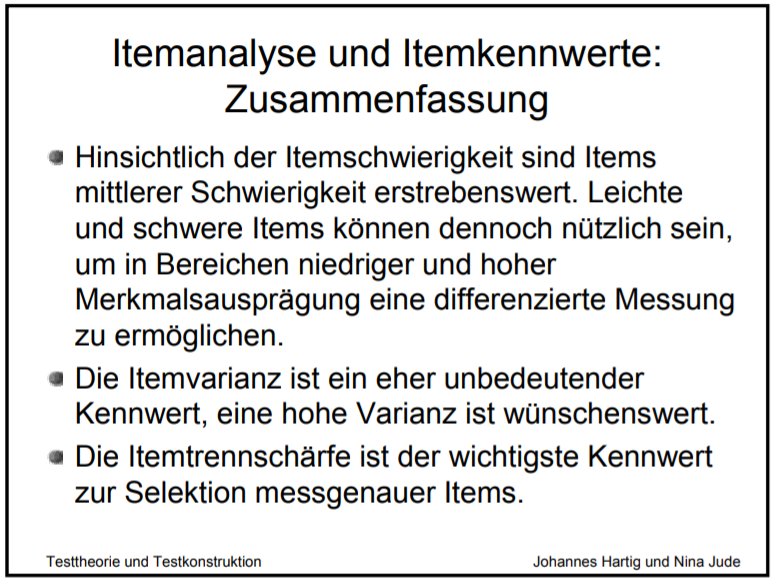 Itemanalyse und Itemkennwerte:
Zusammenfassung
Hinsichtlich der Itemschwierigkeit sind Items
mittlerer Schwierigkeit erstrebenswert. Leichte
und schwere Items können dennoch nützlich sein,
um in Bereichen niedriger und hoher
Merkmalsausprägung eine differenzierte Messung
zu ermöglichen.
Die Itemvarianz ist ein eher unbedeutender
Kennwert, eine hohe Varianz ist wünschenswert.
Die Itemtrennschärfe ist der wichtigste Kennwert
zur Selektion messgenauer Items.
Testtheorie und Testkonstruktion
Johannes Hartig und Nina Jude